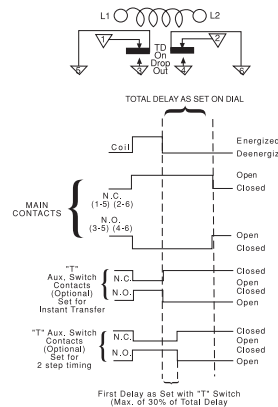 L1 L2
1 2
TD
On
Drop
Out
5 3 4 6
TOTAL DELAY AS SET ON DIAL
Coil
Energized
Deenergiz
MAIN
CONTACTS
N.C.
(1-5) (2-6)
Open
Closed
N.O.
(3-5) (4-6)
Open
Closed
"T"
Aux. Switch
Contacts
(Optional)
Set for
Instant Transfer
N.C.
N.O.
Closed
Open
Closed
Open
"T" Aux. Switch
Contacts
(Optional)
Set for
2 step timing
N.C.
N.O.
Closed
Open
Closed
Open
First Delay as Set with "T" Switch
(Max. of 30% of Total Delay